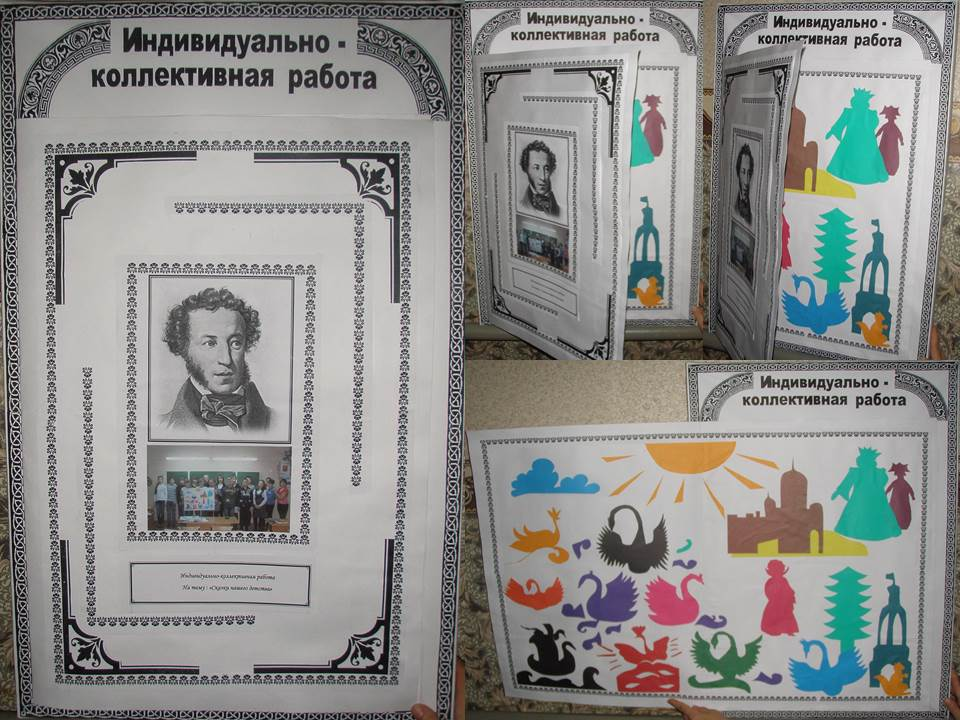 Индивидуально -
коллективная работа
Индивидуально-коллективная работа
На тему : «Сказки нашего детства»
Индивидуально -
коллективная работа
Индивидуально -
коллективная работа
Индивидуально -
коллективная работа